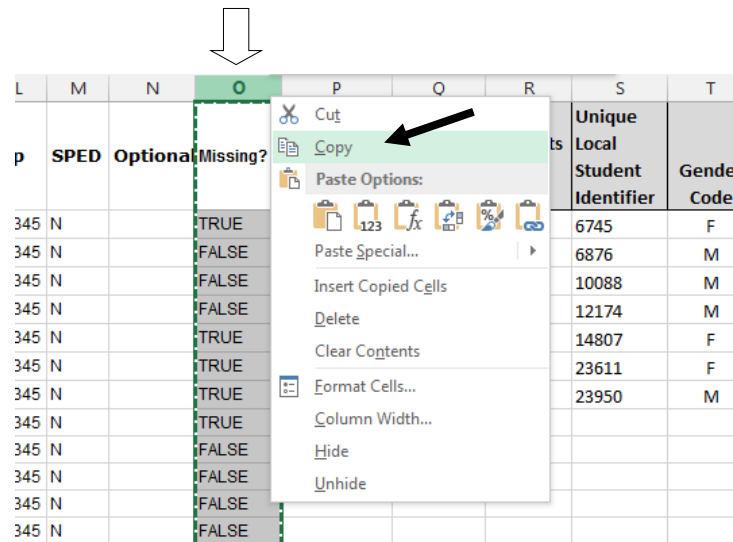 L M N O P Q R S T
p SPED Optional Missing? ts Unique Local Student Identifier Gende Code
345 N TRUE 6745 F
345 N FALSE 6876 M
345 N FALSE 10088 M
345 N FALSE 12174 M
345 N TRUE 14807 F
345 N TRUE 23611 F
345 N TRUE 23950 M
345 N TRUE
345 N FALSE
345 N FALSE
345 N FALSE
345 N FALSE
Cut
Copy
Paste Options:
123 fx %
Paste Special...
Insert Copied Cells
Delete
Clear Contents
Format Cells...
Column Width...
Hide
Unhide